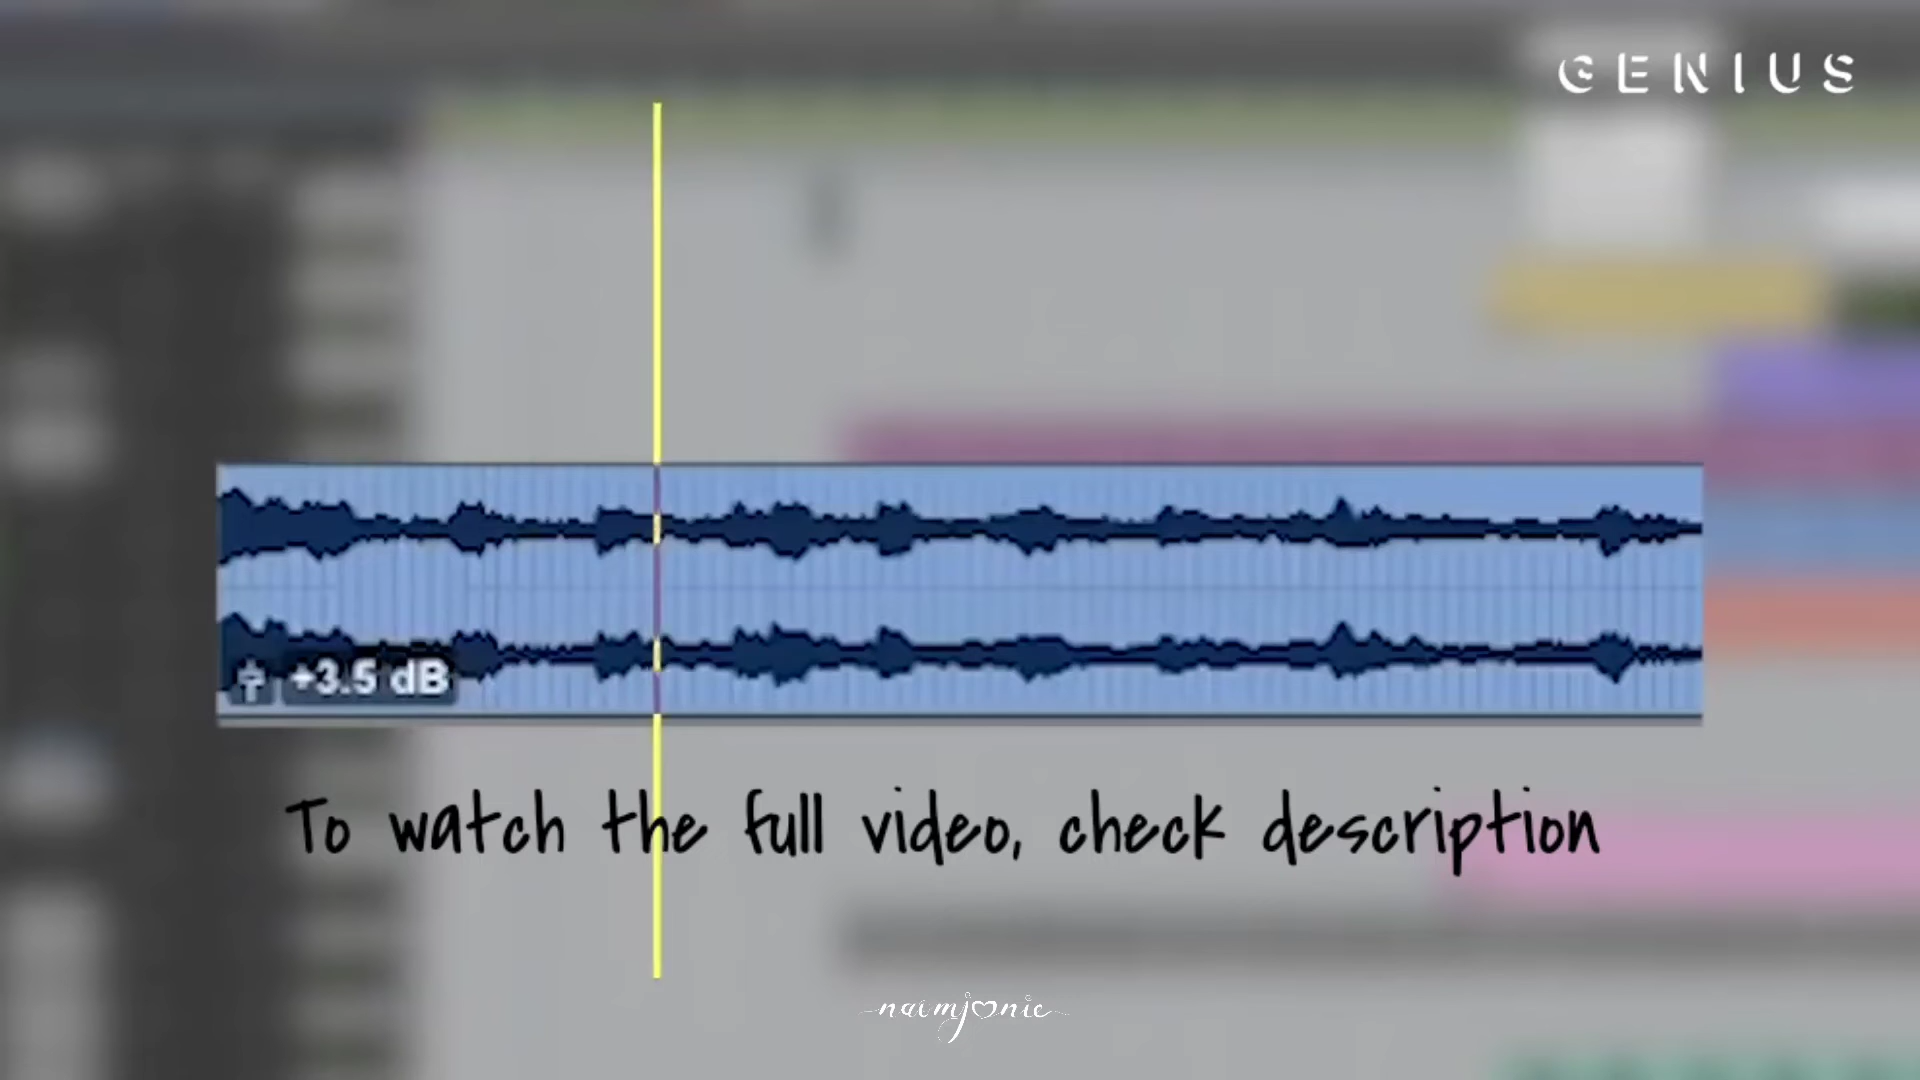 GENIUS
+3.5 dB
To watch the full video, check description
naimjonic